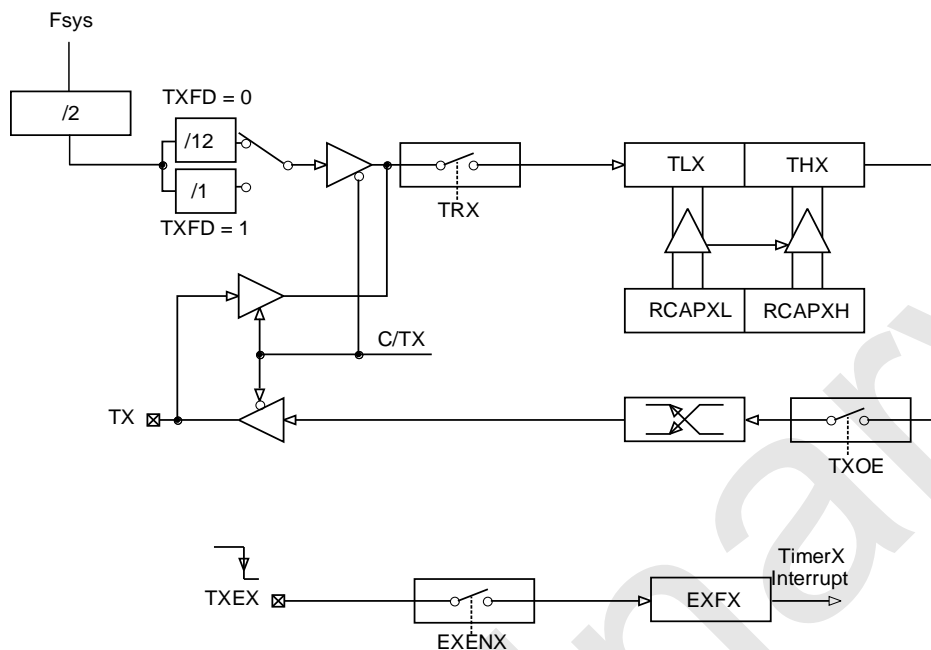 Fsys
/2
TXFD = 0
/12
/1
TXFD = 1
TRX
TLX THX
RCAPXL RCAPXH
C/TX
TX
TXOE
TXEX
EXENX
EXFX
TimerX
Interrupt